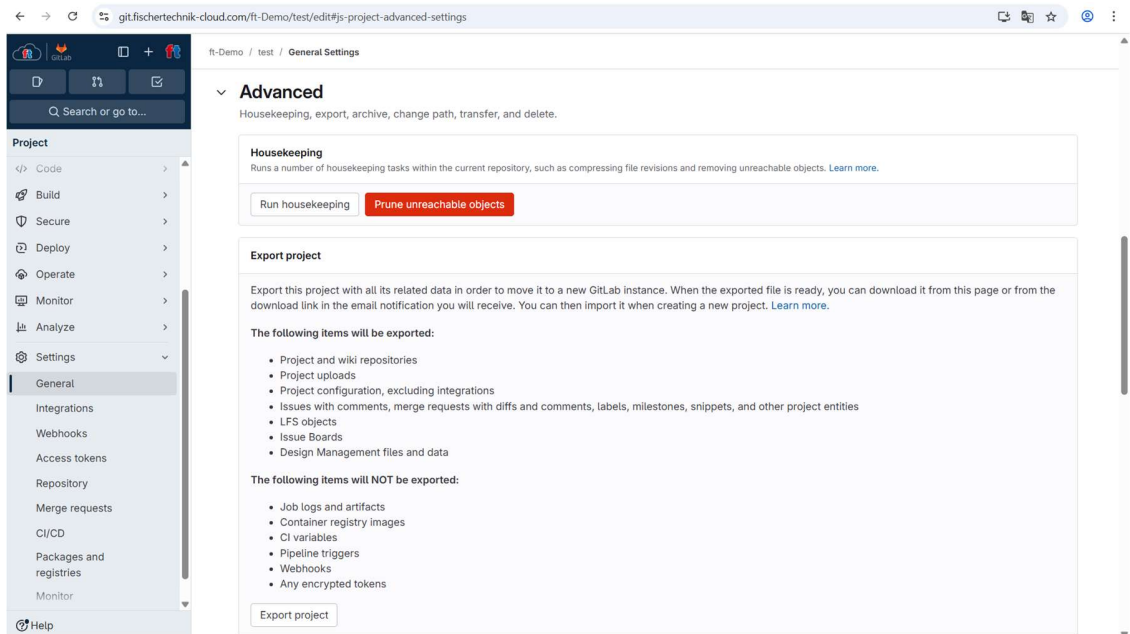 git.fischertechnik-cloud.com/ft-Demo/test/edit#js-project-advanced-settings
ft
GitLab
ft
Search or go to...
Project
Code
Build
Secure
Deploy
Operate
Monitor
Analyze
Settings
General
Integrations
Webhooks
Access tokens
Repository
Merge requests
CI/CD
Packages and
registries
Monitor
Help
ft-Demo / test / General Settings
Advanced
Housekeeping, export, archive, change path, transfer, and delete.
Housekeeping
Runs a number of housekeeping tasks within the current repository, such as compressing file revisions and removing unreachable objects. Learn more.
Run housekeeping
Prune unreachable objects
Export project
Export this project with all its related data in order to move it to a new GitLab instance. When the exported file is ready, you can download it from this page or from the
download link in the email notification you will receive. You can then import it when creating a new project. Learn more.
The following items will be exported:
• Project and wiki repositories
• Project uploads
• Project configuration, excluding integrations
• Issues with comments, merge requests with diffs and comments, labels, milestones, snippets, and other project entities
• LFS objects
• Issue Boards
• Design Management files and data
The following items will NOT be exported:
• Job logs and artifacts
• Container registry images
• CI variables
• Pipeline triggers
• Webhooks
• Any encrypted tokens
Export project